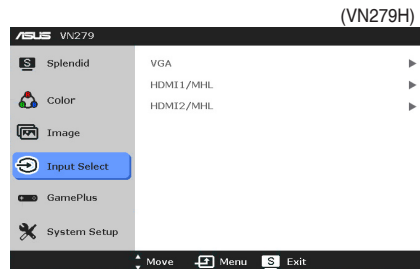 (VN279H)
ASUS VN279
S Splendid
Color
Image
Input Select
GamePlus
System Setup
VGA
HDMI1/MHL
HDMI2/MHL
Move Menu S Exit